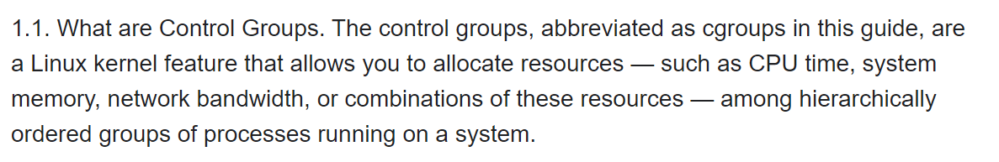 1.1. What are Control Groups. The control groups, abbreviated as cgroups in this guide, are
a Linux kernel feature that allows you to allocate resources — such as CPU time, system
memory, network bandwidth, or combinations of these resources — among hierarchically
ordered groups of processes running on a system.